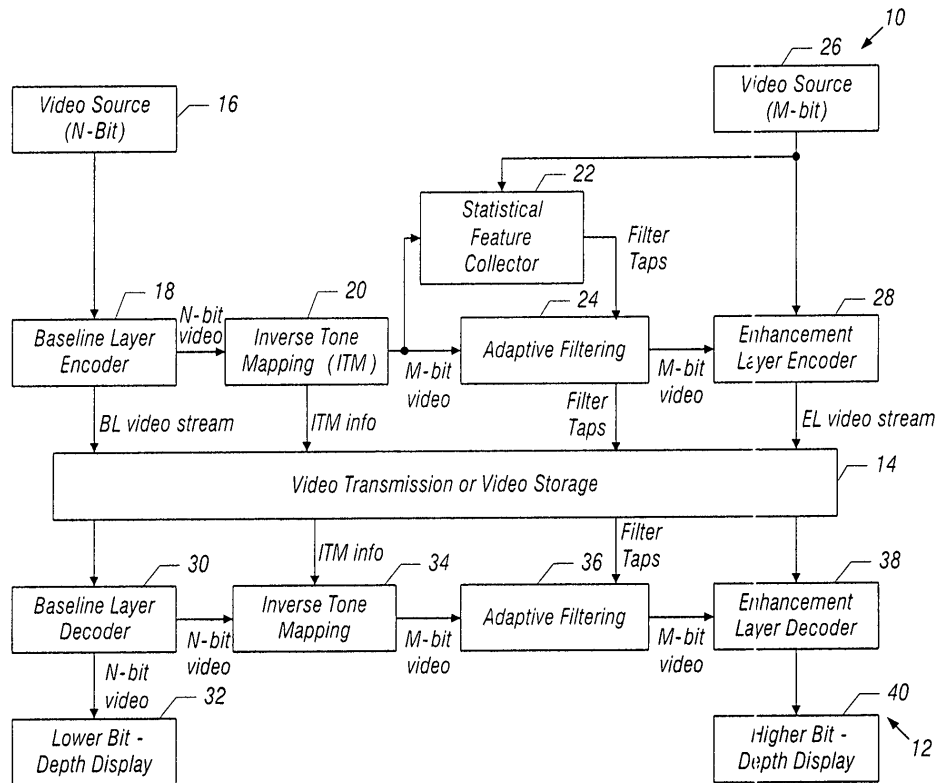 10
26
Video Source
(N-Bit)
16
Video Source
(M-bit)
22
Statistical
Feature
Collector
Filter
Taps
18
N-bit
video
20
24
28
Baseline Layer
Encoder
Inverse Tone
Mapping (ITM)
M-bit
video
Adaptive Filtering
M-bit
video
Enhancement
Layer Encoder
BL video stream
ITM info
Filter
Taps
EL video stream
14
Video Transmission or Video Storage
30
ITM info
34
Filter
Taps
36
38
Baseline Layer
Decoder
N-bit
video
Inverse Tone
Mapping
M-bit
video
Adaptive Filtering
M-bit
video
Enhancement
Layer Decoder
N-bit
video
32
40
Lower Bit -
Depth Display
Higher Bit -
Depth Display
12